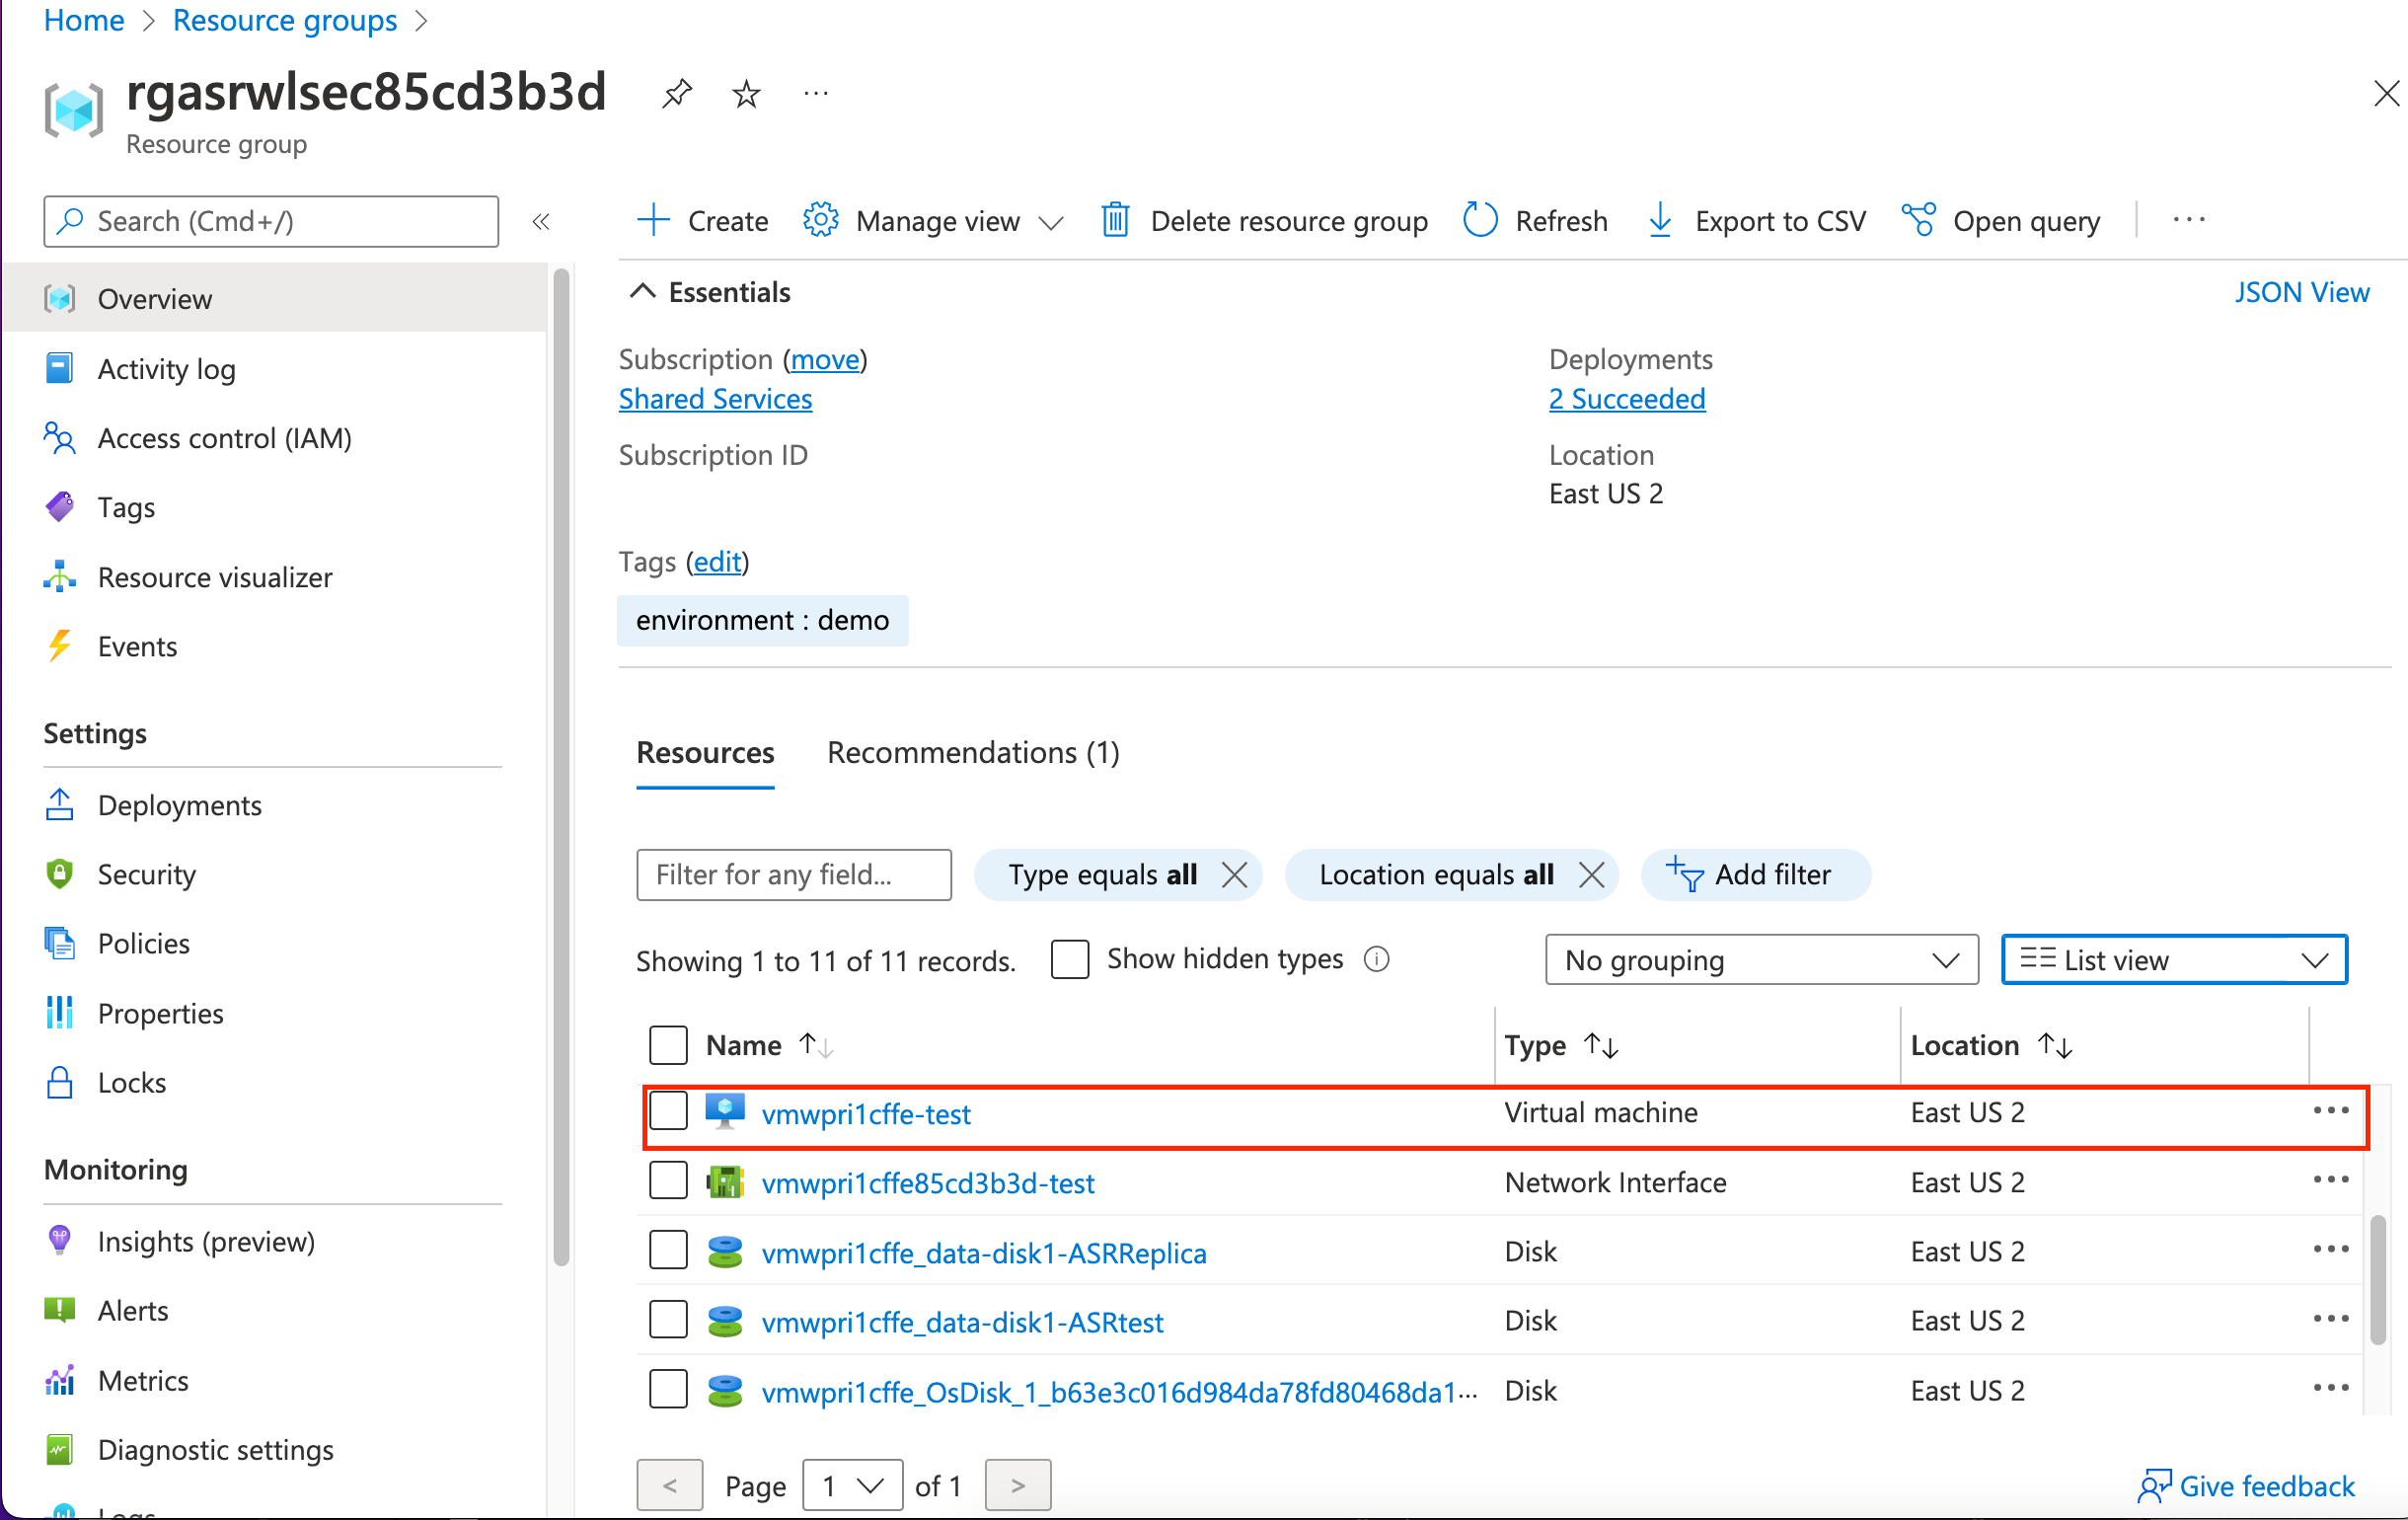 Home > Resource groups >
rgasrwlsec85cd3b3d
Resource group
Search (Cmd+/)
Create
Manage view
Delete resource group
Refresh
Export to CSV
Open query
Overview
Activity log
Access control (IAM)
Tags
Resource visualizer
Events
Settings
Deployments
Security
Policies
Properties
Locks
Monitoring
Insights (preview)
Alerts
Metrics
Diagnostic settings
Logs
Essentials
JSON View
Subscription (move)
Shared Services
Subscription ID
Deployments
2 Succeeded
Location
East US 2
Tags (edit)
environment : demo
Resources
Recommendations (1)
Filter for any field...
Type equals all
Location equals all
Add filter
Showing 1 to 11 of 11 records.
Show hidden types
No grouping
List view
Name Type Location
vmwpri1cffe-test Virtual machine East US 2
vmwpri1cffe85cd3b3d-test Network Interface East US 2
vmwpri1cffe_data-disk1-ASRReplica Disk East US 2
vmwpri1cffe_data-disk1-ASRtest Disk East US 2
vmwpri1cffe_OsDisk_1_b63e3c016d984da78fd80468da1... Disk East US 2
< Page 1 of 1 >
Give feedback